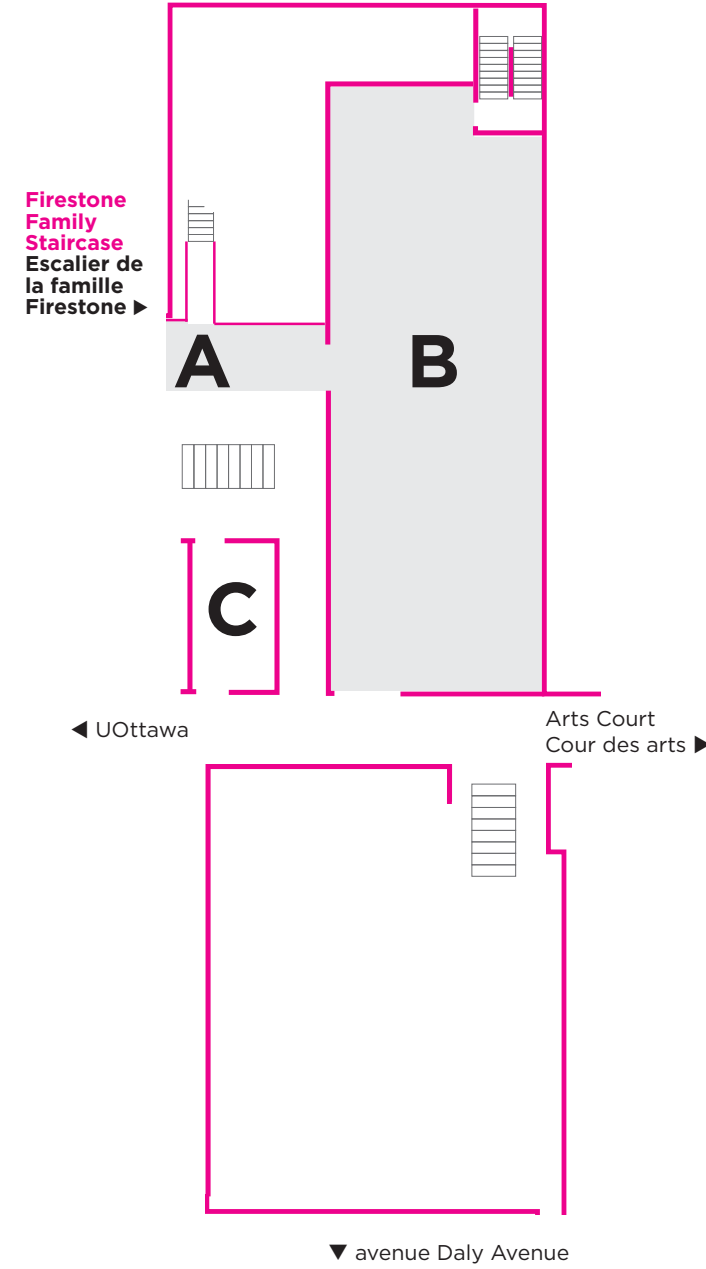 Firestone
Family
Staircase
Escalier de
la famille
Firestone ▶
A
B
C
◀ UOttawa
Arts Court
Cour des arts ▶
▼ avenue Daly Avenue